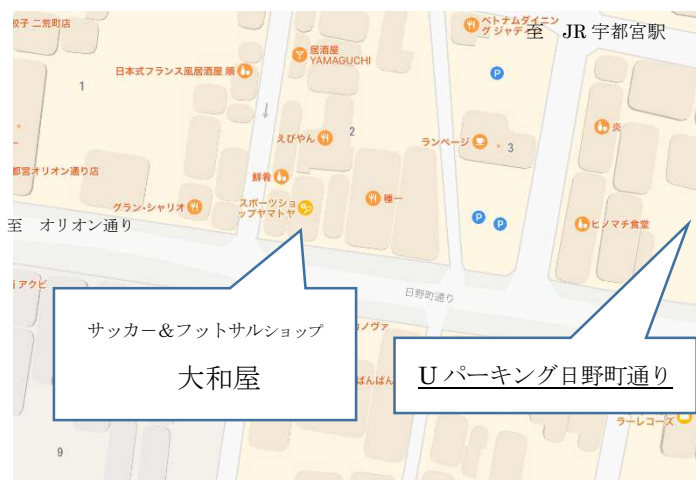 餃子 二荒町店
居酒屋
YAMAGUCHI
ベトナムダイニン
グ ジャディ
至 JR 宇都宮駅
日本式フランス風居酒屋 順
1
P
えびやん
2
ランページ
3
炎
都宮オリオン通り店
鮮肴
グラン・シャリオ
スポーツショ
ップヤマトヤ
種一
P P
ヒノマチ食堂
至 オリオン通り
アクビ
日野町通り
サッカー&フットサルショップ
大和屋
ノヴァ
ばんばん
U パーキング日野町通り
ラーレコーズ
9